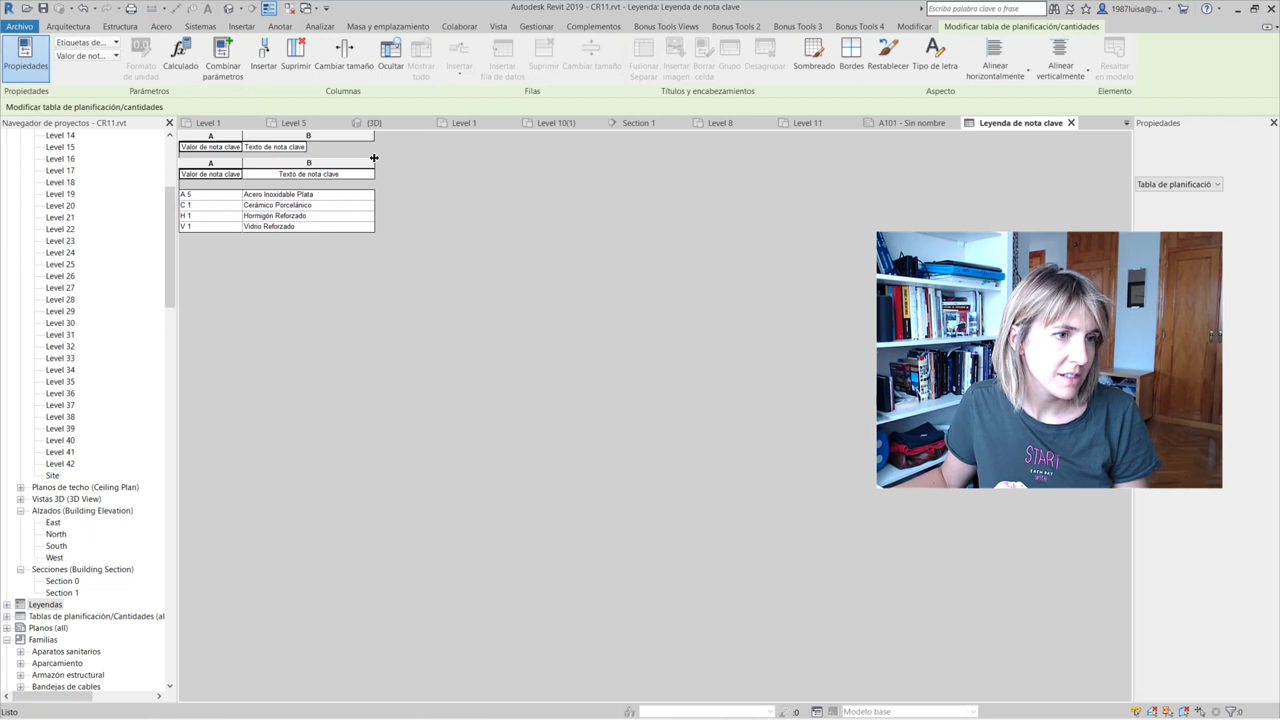 Autodesk Revit 2019 - CR11.rvt - Leyenda: Leyenda de nota clave
Escriba palabra clave o frase
1987luisa@g...
Archivo Arquitectura Estructura Acero Sistemas Insertar Anotar Analizar Masa y emplazamiento Colaborar Vista Gestionar Complementos Bonus Tools Views Bonus Tools 2 Bonus Tools 3 Bonus Tools 4 Modificar Modificar tabla de planificación/cantidades
Etiquetas de...
Valor de not...
Propiedades
Formato de unidad
Calculado
Combinar parámetros
Insertar
Suprimir
Cambiar tamaño
Ocultar
Mostrar todo
Insertar
Insertar fila de datos
Suprimir
Cambiar tamaño
Fusionar Separar
Insertar imagen
Borrar celda
Grupo
Desagrupar
Sombreado
Bordes
Restablecer
Tipo de letra
Alinear horizontalmente
Alinear verticalmente
Resaltar en modelo
Propiedades Parámetros Columnas Filas Títulos y encabezamientos Aspecto Elemento
Modificar tabla de planificación/cantidades
Navegador de proyectos - CR11.rvt
Level 1 Level 5 {3D} Level 1 Level 10(1) Section 1 Level 8 Level 11 A101 - Sin nombre Leyenda de nota clave
Propiedades
Tabla de planificació
A B
Valor de nota clave Texto de nota clave
A B
Valor de nota clave Texto de nota clave
A 5 Acero Inoxidable Plata
C 1 Cerámico Porcelánico
H 1 Hormigón Reforzado
V 1 Vidrio Reforzado
Level 14
Level 15
Level 16
Level 17
Level 18
Level 19
Level 20
Level 21
Level 22
Level 23
Level 24
Level 25
Level 26
Level 27
Level 28
Level 29
Level 30
Level 31
Level 32
Level 33
Level 34
Level 35
Level 36
Level 37
Level 38
Level 39
Level 40
Level 41
Level 42
Site
Planos de techo (Ceiling Plan)
Vistas 3D (3D View)
Alzados (Building Elevation)
East
North
South
West
Secciones (Building Section)
Section 0
Section 1
Leyendas
Tablas de planificación/Cantidades (al
Planos (all)
Familias
Aparatos sanitarios
Aparcamiento
Armazón estructural
Bandejas de cables
START
EACH DAY
WITH
Listo
:0
Modelo base
:0